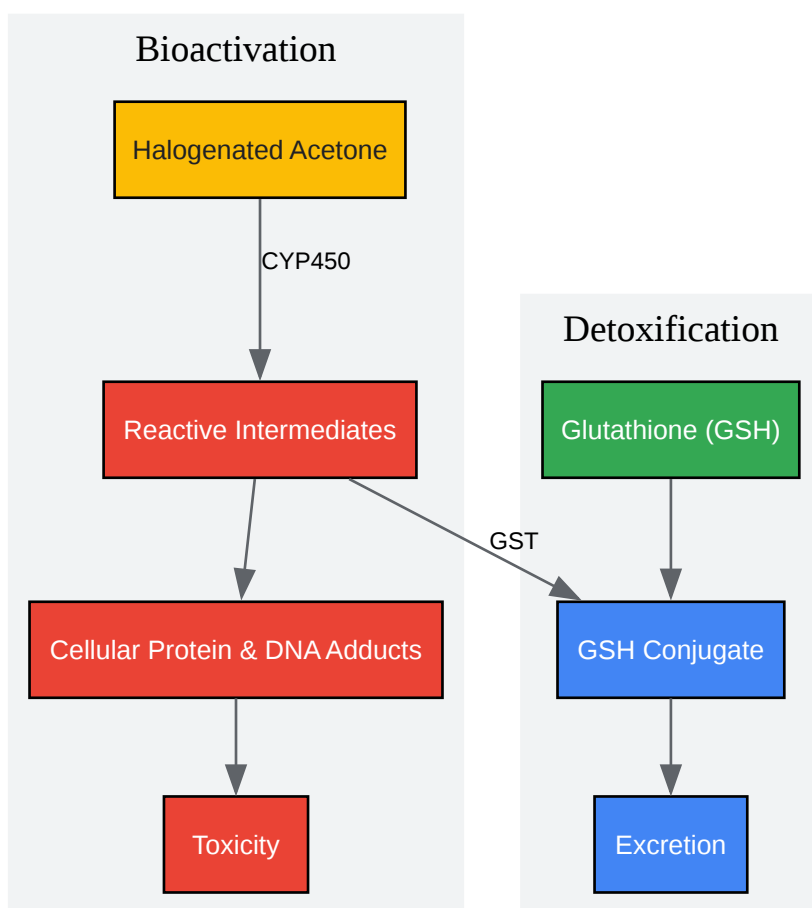 Bioactivation
Halogenated Acetone
CYP450
Detoxification
Reactive Intermediates
Glutathione (GSH)
GST
Cellular Protein & DNA Adducts
GSH Conjugate
Toxicity
Excretion